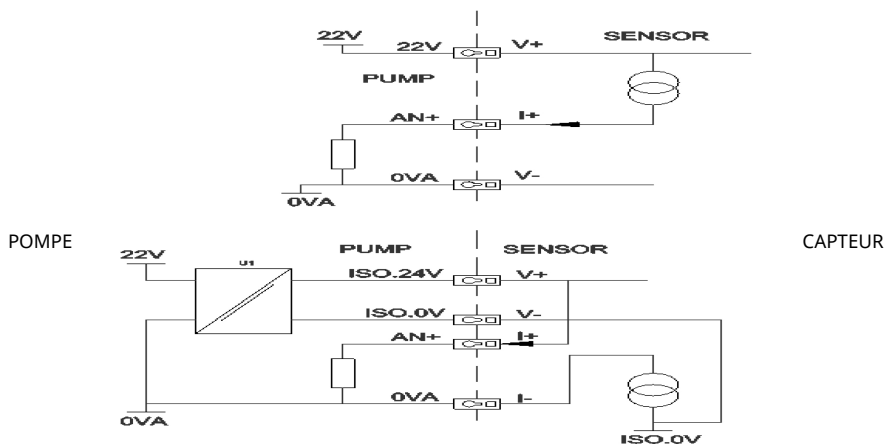 22V 22V V+ SENSOR
PUMP
AN+ I+
0VA V-
0VA
POMPE CAPTEUR
22V U1 PUMP SENSOR
ISO.24V V+
ISO.0V V-
AN+ I+
0VA I-
0VA
ISO.0V